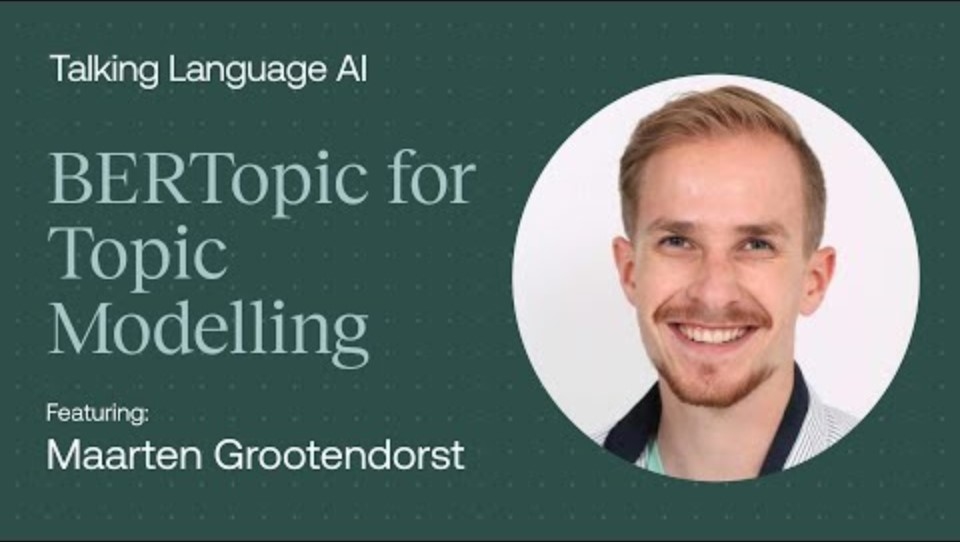 Talking Language AI
BERTopic for
Topic
Modelling
Featuring:
Maarten Grootendorst